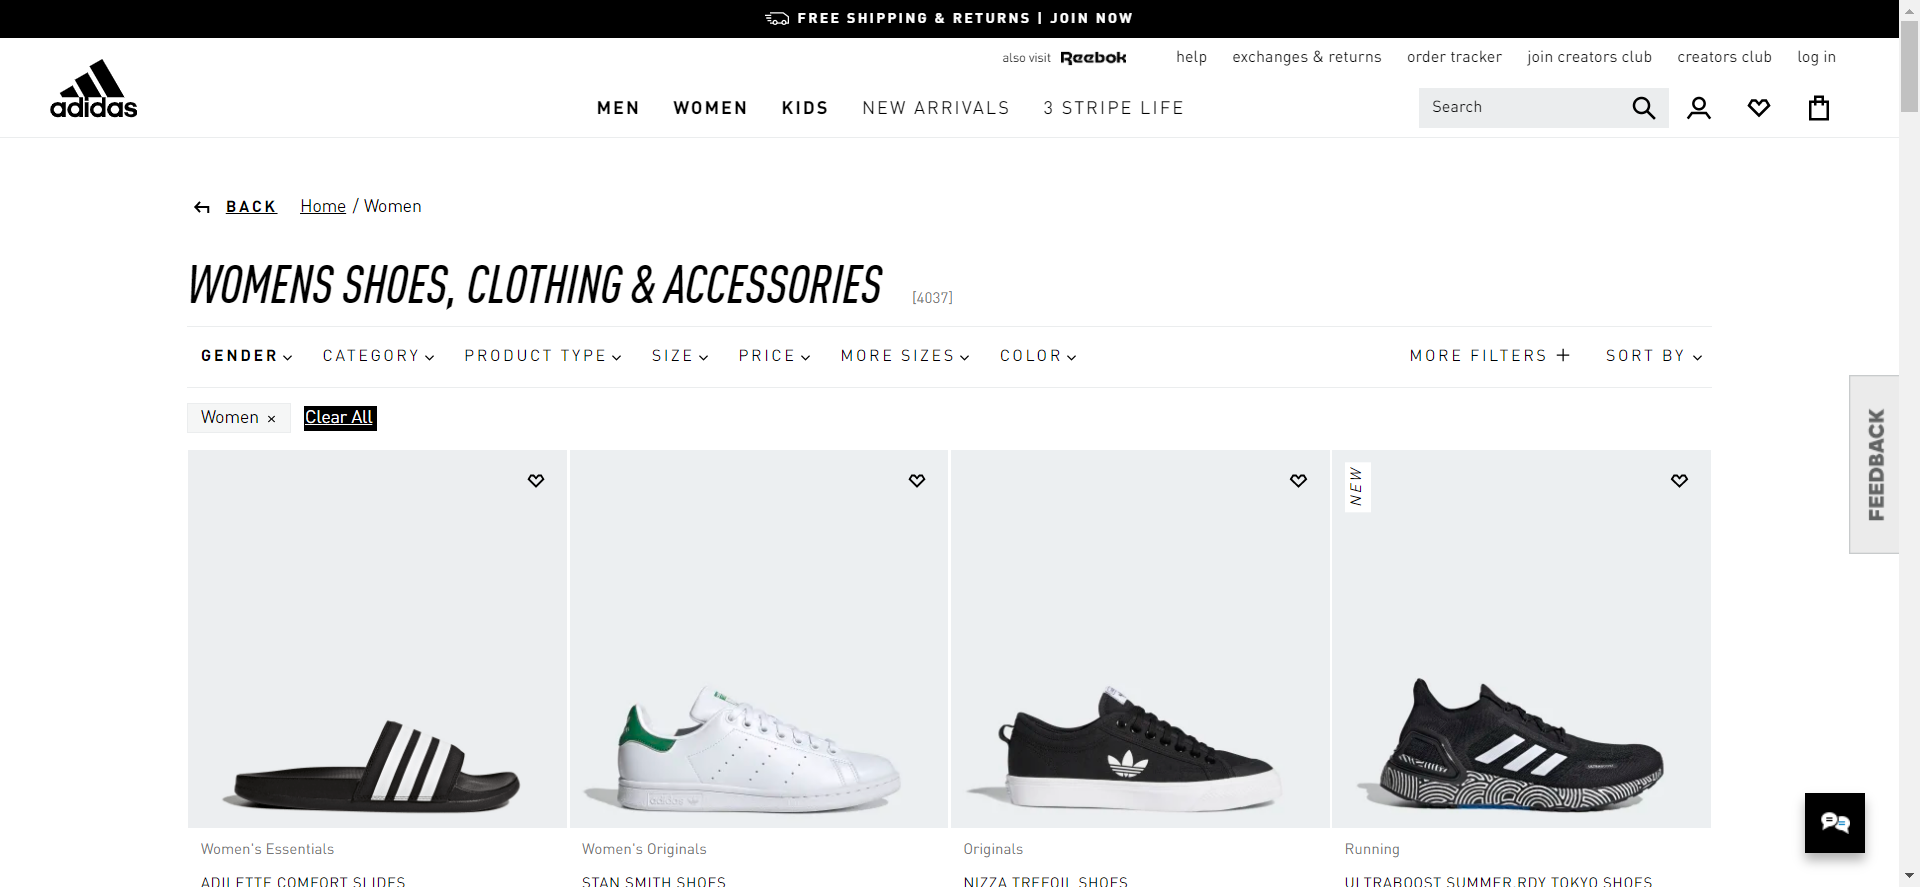 FREE SHIPPING & RETURNS | JOIN NOW
also visit Reebok help exchanges & returns order tracker join creators club creators club log in
adidas
MEN WOMEN KIDS NEW ARRIVALS 3 STRIPE LIFE
Search
BACK Home / Women
WOMENS SHOES, CLOTHING & ACCESSORIES [4037]
GENDER CATEGORY PRODUCT TYPE SIZE PRICE MORE SIZES COLOR MORE FILTERS + SORT BY
Women × Clear All
NEW
FEEDBACK
adidas
Women's Essentials
Women's Originals
Originals
Running
ADILETTE COMFORT SLIDES
STAN SMITH SHOES
NIZZA TREFOIL SHOES
ULTRABOOST SUMMER.RDY TOKYO SHOES